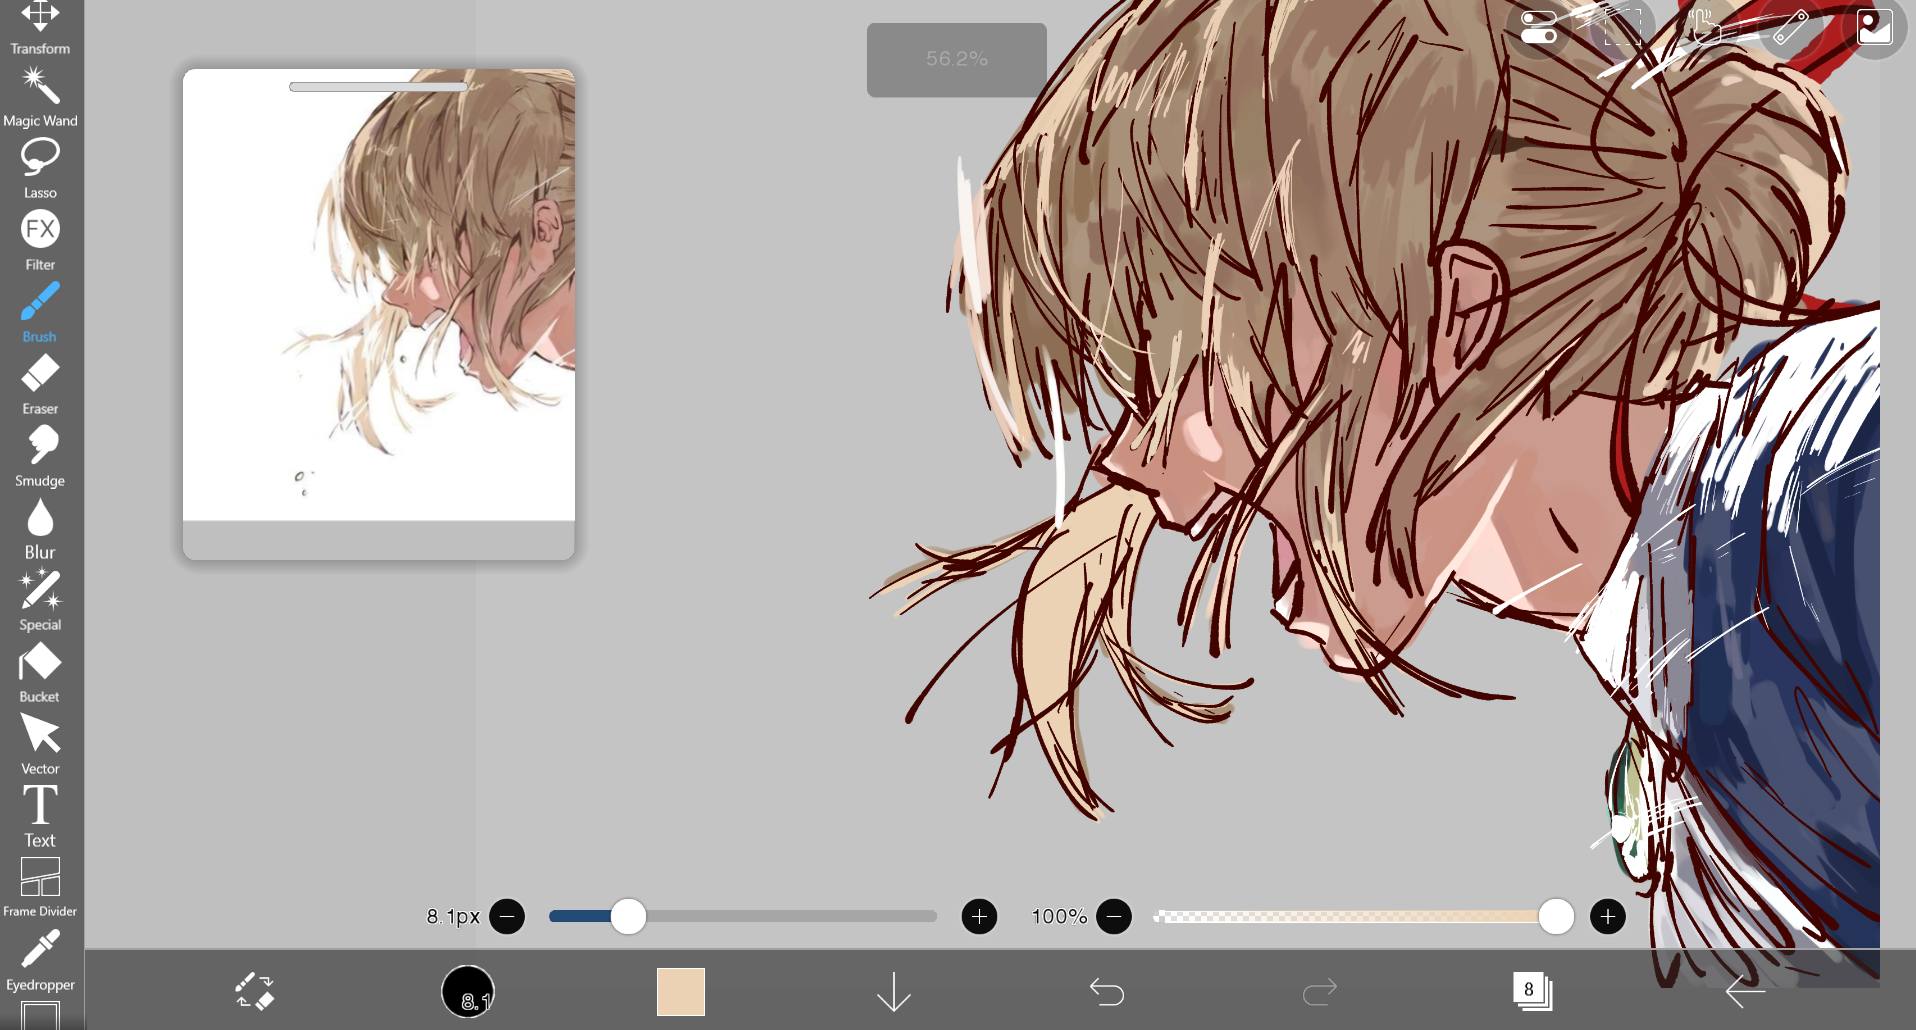 Transform
Magic Wand
Lasso
FX
Filter
Brush
Eraser
Smudge
Blur
Special
Bucket
Vector
T
Text
Frame Divider
Eyedropper
56.2%
8.1px
100%
8.1
8